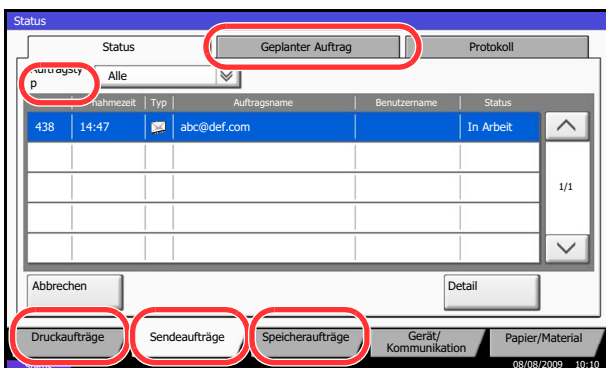 Status
Status Geplanter Auftrag Protokoll
Auftragsty
p
Alle
nahmezeit Typ Auftragsname Benutzername Status
438 14:47 abc@def.com In Arbeit
1/1
Abbrechen Detail
Druckaufträge Sendeaufträge Speicheraufträge Gerät/
Kommunikation Papier/Material
Status 08/08/2009 10:10